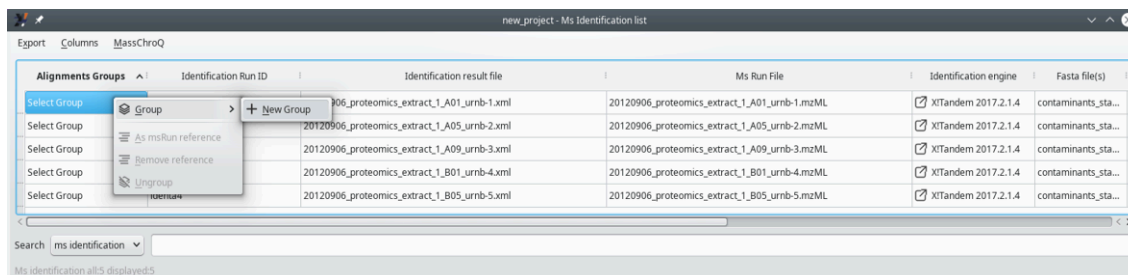 new_project - Ms Identification list
Export Columns MassChroQ
Alignments Groups Identification Run ID Identification result file Ms Run File Identification engine Fasta file(s)
Select Group 20120906_proteomics_extract_1_A01_urnb-1.mzML X!Tandem 2017.2.1.4 contaminants_sta...
Group New Group 06_proteomics_extract_1_A01_urnb-1.xml
Select Group 20120906_proteomics_extract_1_A05_urnb-2.xml 20120906_proteomics_extract_1_A05_urnb-2.mzML X!Tandem 2017.2.1.4 contaminants_sta...
As msRun reference
Select Group 20120906_proteomics_extract_1_A09_urnb-3.xml 20120906_proteomics_extract_1_A09_urnb-3.mzML X!Tandem 2017.2.1.4 contaminants_sta...
Remove reference
Select Group 20120906_proteomics_extract_1_B01_urnb-4.xml 20120906_proteomics_extract_1_B01_urnb-4.mzML X!Tandem 2017.2.1.4 contaminants_sta...
Ungroup
Select Group identa4 20120906_proteomics_extract_1_B05_urnb-5.xml 20120906_proteomics_extract_1_B05_urnb-5.mzML X!Tandem 2017.2.1.4 contaminants_sta...
Search ms identification
Ms identification all:5 displayed:5